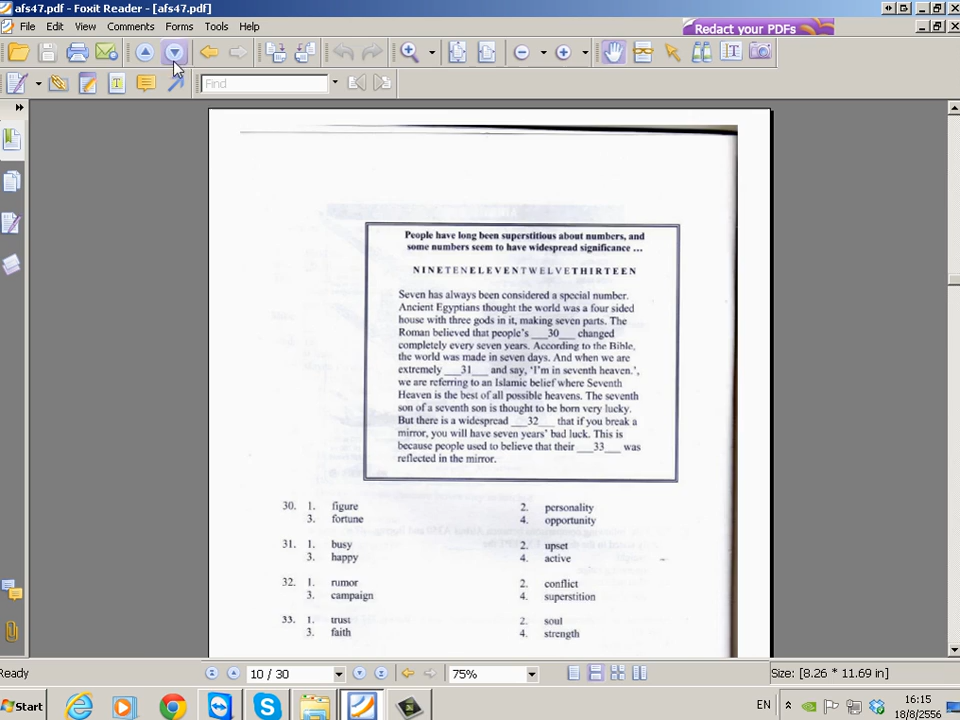 afs47.pdf - Foxit Reader - [afs47.pdf]
File Edit View Comments Forms Tools Help
Redact your PDFs
Find
People have long been superstitious about numbers, and
some numbers seem to have widespread significance ...
NINETENELEVENTWELVETHIRTEEN
Seven has always been considered a special number.
Ancient Egyptians thought the world was a four sided
house with three gods in it, making seven parts. The
Roman believed that people's ___30___ changed
completely every seven years. According to the Bible,
the world was made in seven days. And when we are
extremely ___31___ and say, 'I'm in seventh heaven.',
we are referring to an Islamic belief where Seventh
Heaven is the best of all possible heavens. The seventh
son of a seventh son is thought to be born very lucky.
But there is a widespread ___32___ that if you break a
mirror, you will have seven years' bad luck. This is
because people used to believe that their ___33___ was
reflected in the mirror.
30. 1. figure 2. personality
3. fortune 4. opportunity
31. 1. busy 2. upset
3. happy 4. active
32. 1. rumor 2. conflict
3. campaign 4. superstition
33. 1. trust 2. soul
3. faith 4. strength
Ready 10 / 30 75% Size: [8.26 * 11.69 in]
Start EN 16:15
18/8/2556